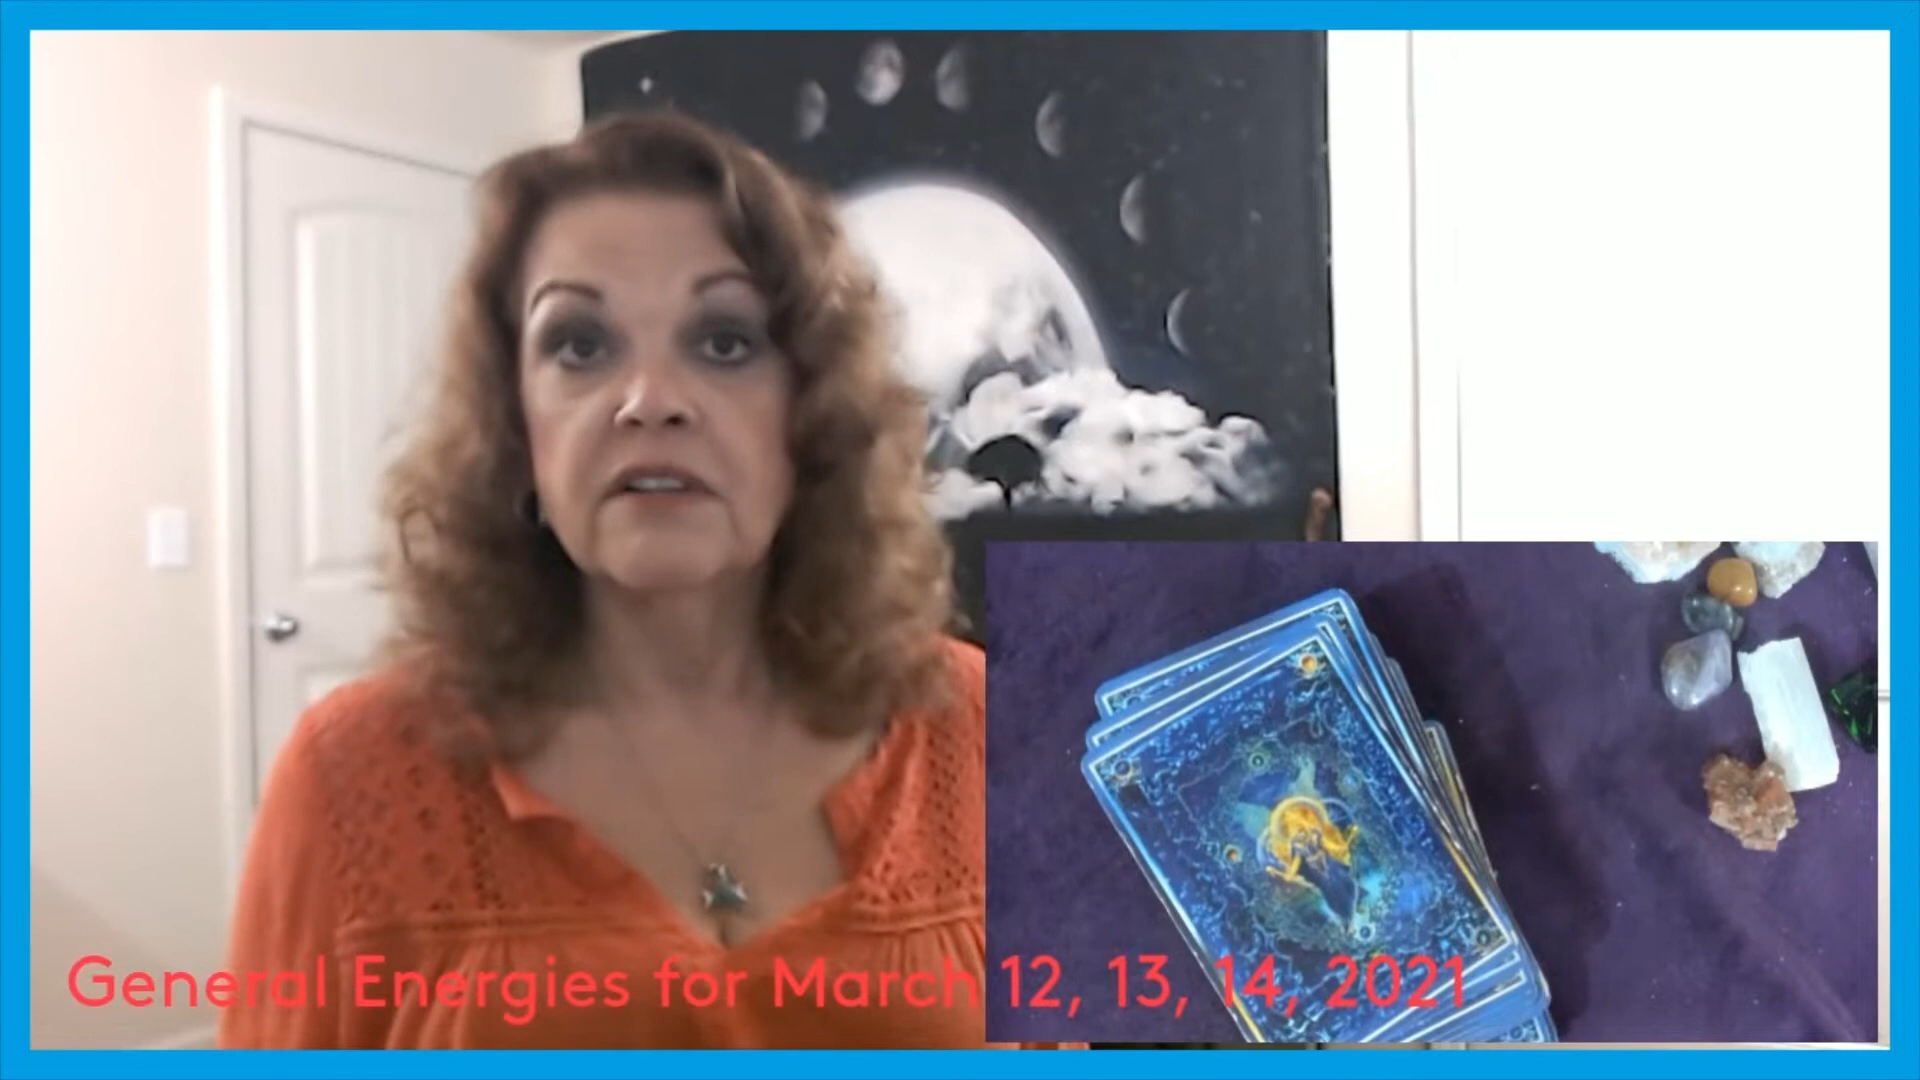 General Energies for March 12, 13, 14, 2021